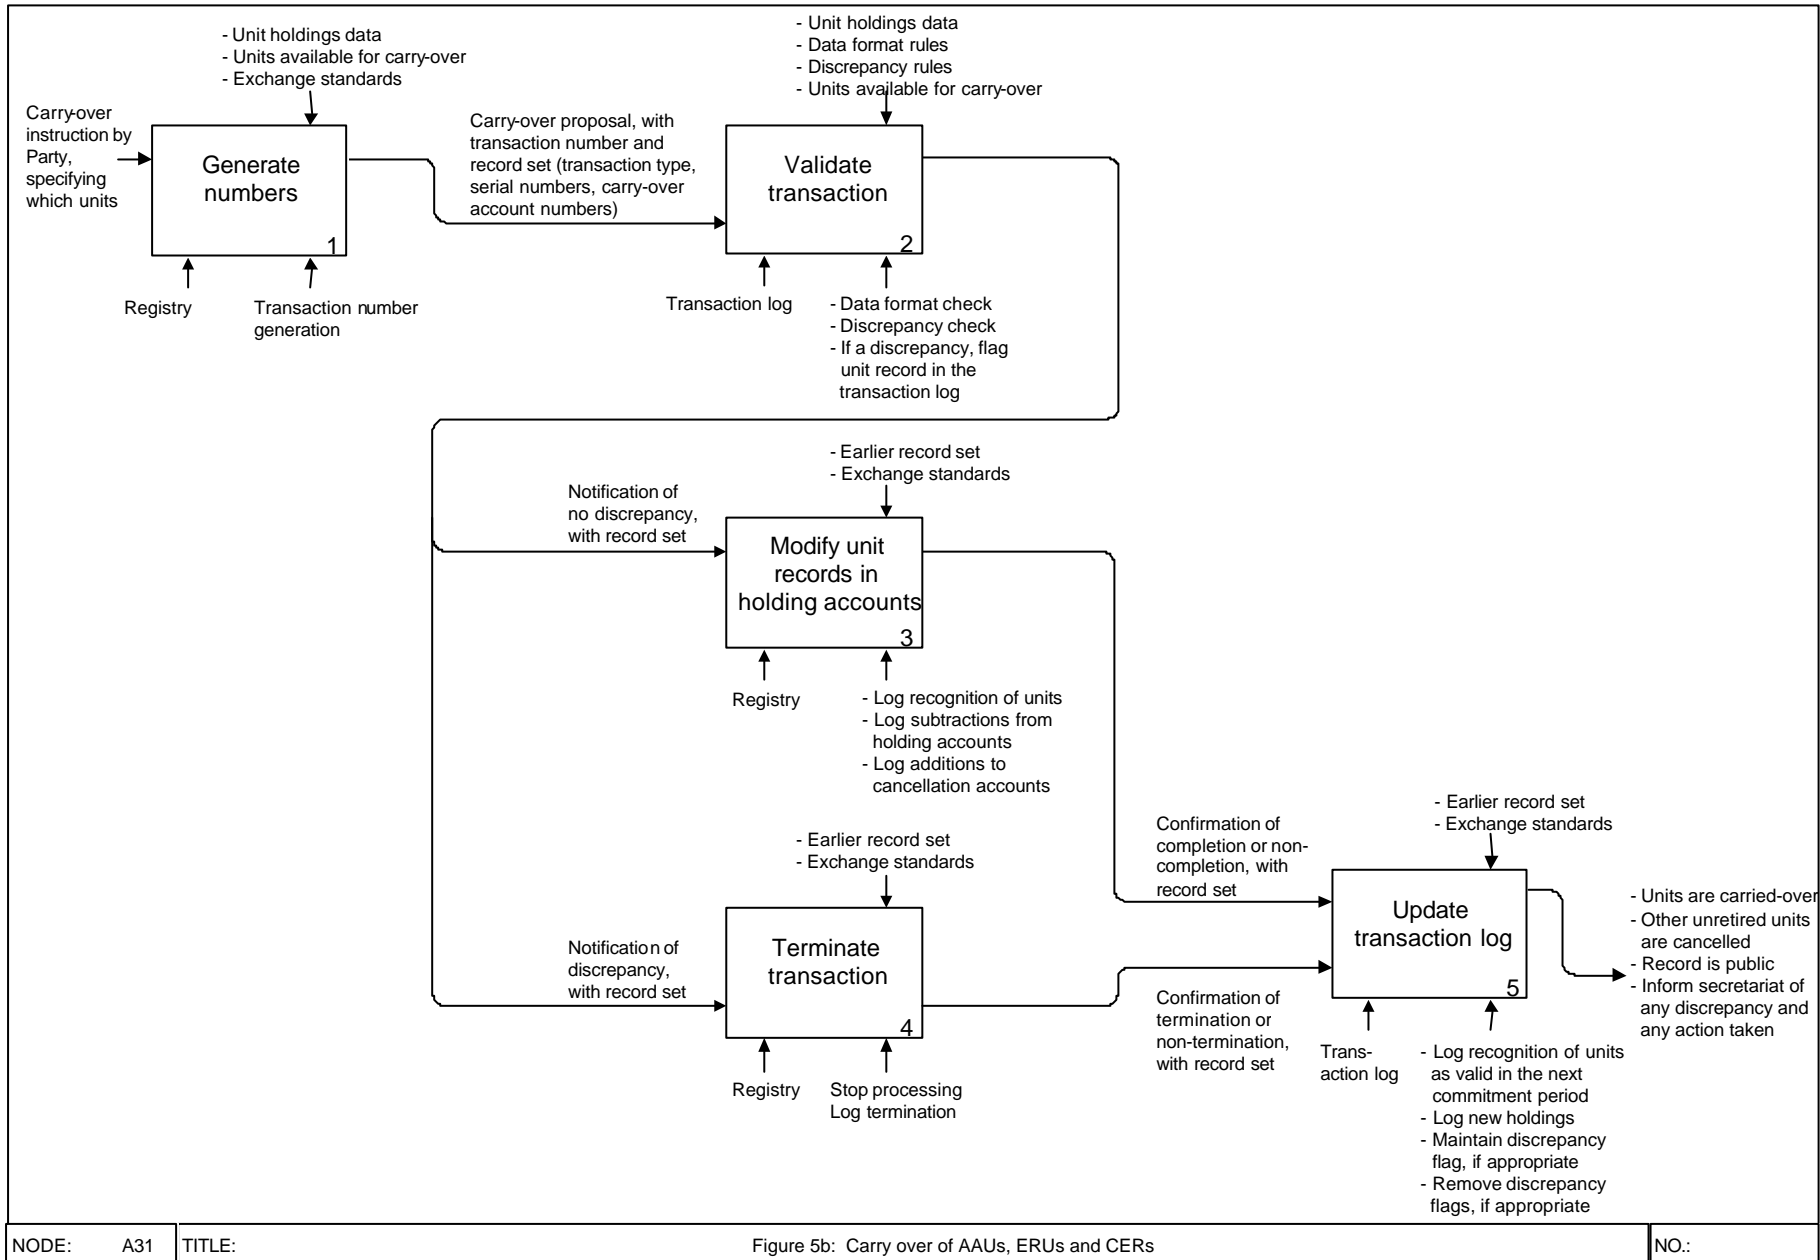 - Unit holdings data
- Units available for carry-over
- Exchange standards
- Unit holdings data
- Data format rules
- Discrepancy rules
- Units available for carry-over
Carry-over
instruction by
Party,
specifying
which units
Generate
numbers
1
Carry-over proposal, with
transaction number and
record set (transaction type,
serial numbers, carry-over
account numbers)
Validate
transaction
2
Registry
Transaction number
generation
Transaction log
- Data format check
- Discrepancy check
- If a discrepancy, flag
unit record in the
transaction log
- Earlier record set
- Exchange standards
Notification of
no discrepancy,
with record set
Modify unit
records in
holding accounts
3
Registry
- Log recognition of units
- Log subtractions from
holding accounts
- Log additions to
cancellation accounts
- Earlier record set
- Exchange standards
Notification of
discrepancy,
with record set
Terminate
transaction
4
Registry
Stop processing
Log termination
Confirmation of
completion or non-
completion, with
record set
Confirmation of
termination or
non-termination,
with record set
- Earlier record set
- Exchange standards
Update
transaction log
5
Trans-
action log
- Log recognition of units
as valid in the next
commitment period
- Log new holdings
- Maintain discrepancy
flag, if appropriate
- Remove discrepancy
flags, if appropriate
- Units are carried-over
- Other unretired units
are cancelled
- Record is public
- Inform secretariat of
any discrepancy and
any action taken
NODE: A31
TITLE: Figure 5b: Carry over of AAUs, ERUs and CERs
NO.: